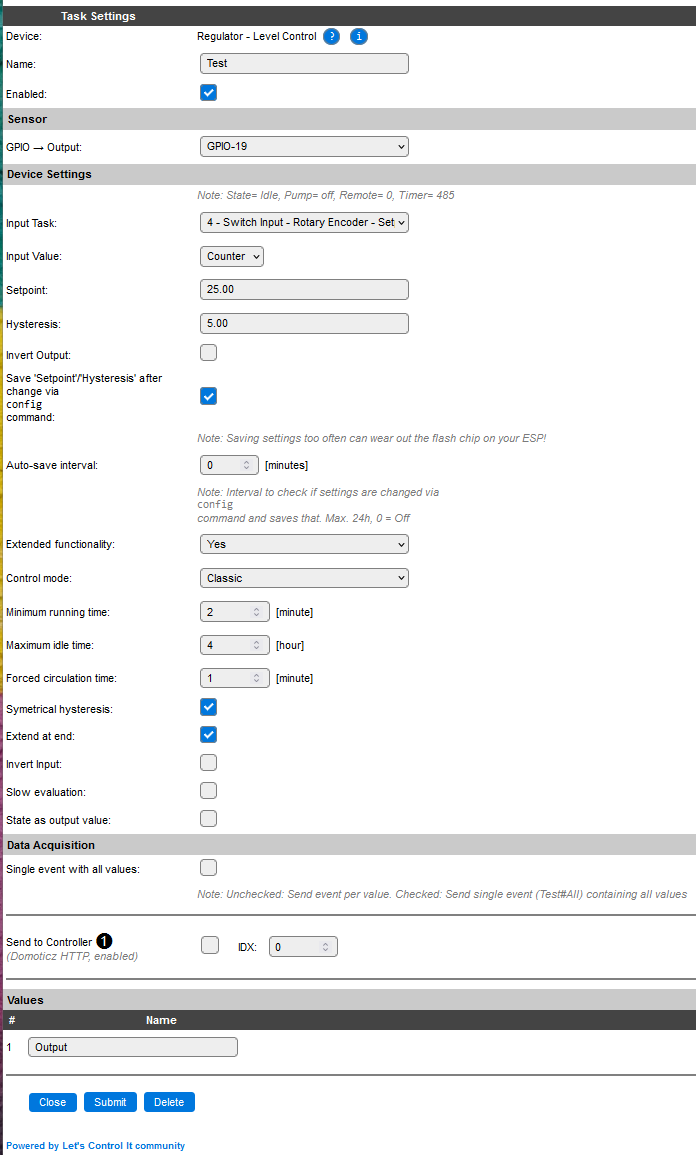 Task Settings
Device: Regulator - Level Control ? i
Name: Test
Enabled:
Sensor
GPIO → Output: GPIO-19
Device Settings
Note: State= Idle, Pump= off, Remote= 0, Timer= 485
Input Task: 4 - Switch Input - Rotary Encoder - Set
Input Value: Counter
Setpoint: 25.00
Hysteresis: 5.00
Invert Output:
Save 'Setpoint'/'Hysteresis' after
change via
config
command:
Note: Saving settings too often can wear out the flash chip on your ESP!
Auto-save interval: 0 [minutes]
Note: Interval to check if settings are changed via
config
command and saves that. Max. 24h, 0 = Off
Extended functionality: Yes
Control mode: Classic
Minimum running time: 2 [minute]
Maximum idle time: 4 [hour]
Forced circulation time: 1 [minute]
Symetrical hysteresis:
Extend at end:
Invert Input:
Slow evaluation:
State as output value:
Data Acquisition
Single event with all values:
Note: Unchecked: Send event per value. Checked: Send single event (Test#All) containing all values
Send to Controller 1
(Domoticz HTTP, enabled)
IDX: 0
Values
# Name
1 Output
Close Submit Delete
Powered by Let's Control It community